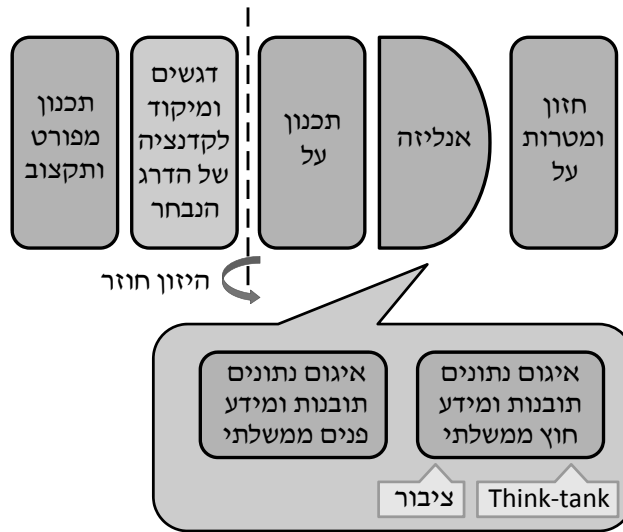 חזון
ומטרות
על
אנליזה
תכנון
על
דגשים
ומיקוד
לקדנציה
של הדרג
הנבחר
תכנון
מפורט
ותקצוב
היזון חוזר
איגום נתונים
תובנות ומידע
חוץ ממשלתי
איגום נתונים
תובנות ומידע
פנים ממשלתי
Think-tank
ציבור